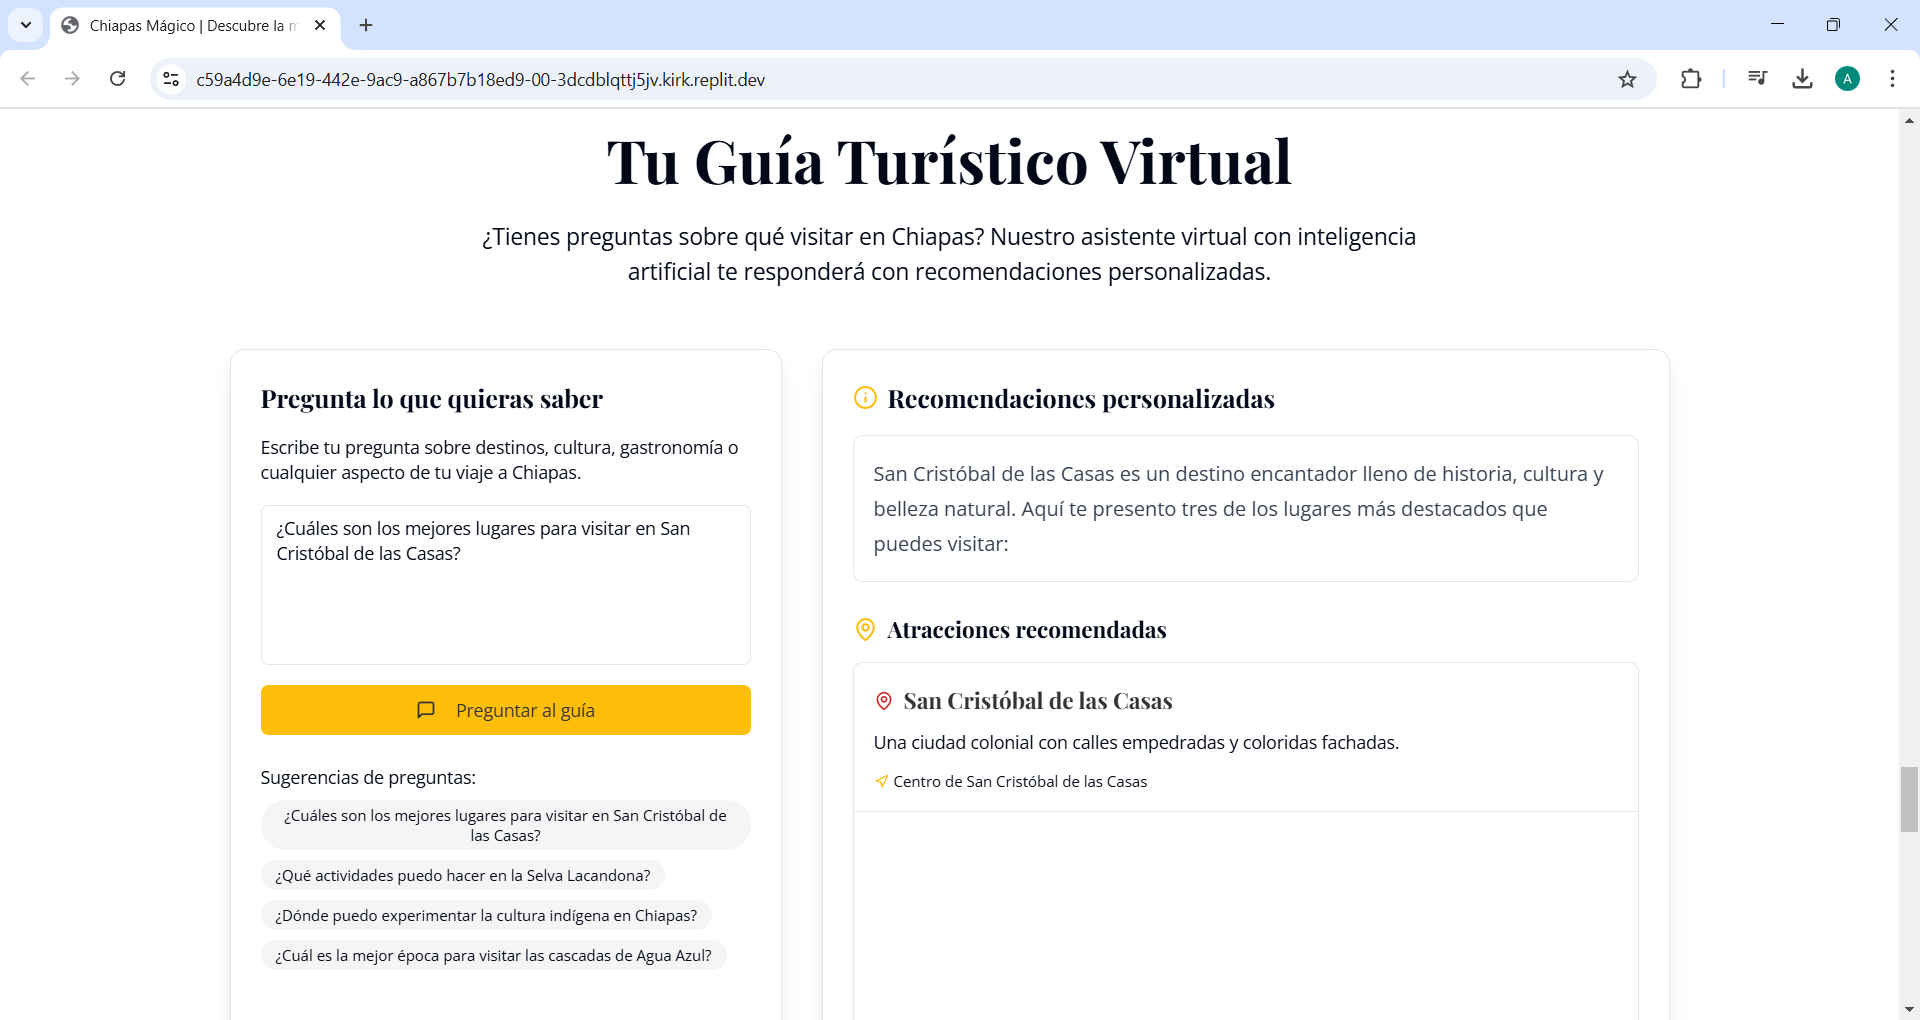 Chiapas Mágico | Descubre la m
c59a4d9e-6e19-442e-9ac9-a867b7b18ed9-00-3dcdblqttj5jv.kirk.replit.dev
A
Tu Guía Turístico Virtual
¿Tienes preguntas sobre qué visitar en Chiapas? Nuestro asistente virtual con inteligencia
artificial te responderá con recomendaciones personalizadas.
Pregunta lo que quieras saber
Escribe tu pregunta sobre destinos, cultura, gastronomía o
cualquier aspecto de tu viaje a Chiapas.
¿Cuáles son los mejores lugares para visitar en San
Cristóbal de las Casas?
Preguntar al guía
Sugerencias de preguntas:
¿Cuáles son los mejores lugares para visitar en San Cristóbal de
las Casas?
¿Qué actividades puedo hacer en la Selva Lacandona?
¿Dónde puedo experimentar la cultura indígena en Chiapas?
¿Cuál es la mejor época para visitar las cascadas de Agua Azul?
Recomendaciones personalizadas
San Cristóbal de las Casas es un destino encantador lleno de historia, cultura y
belleza natural. Aquí te presento tres de los lugares más destacados que
puedes visitar:
Atracciones recomendadas
San Cristóbal de las Casas
Una ciudad colonial con calles empedradas y coloridas fachadas.
Centro de San Cristóbal de las Casas